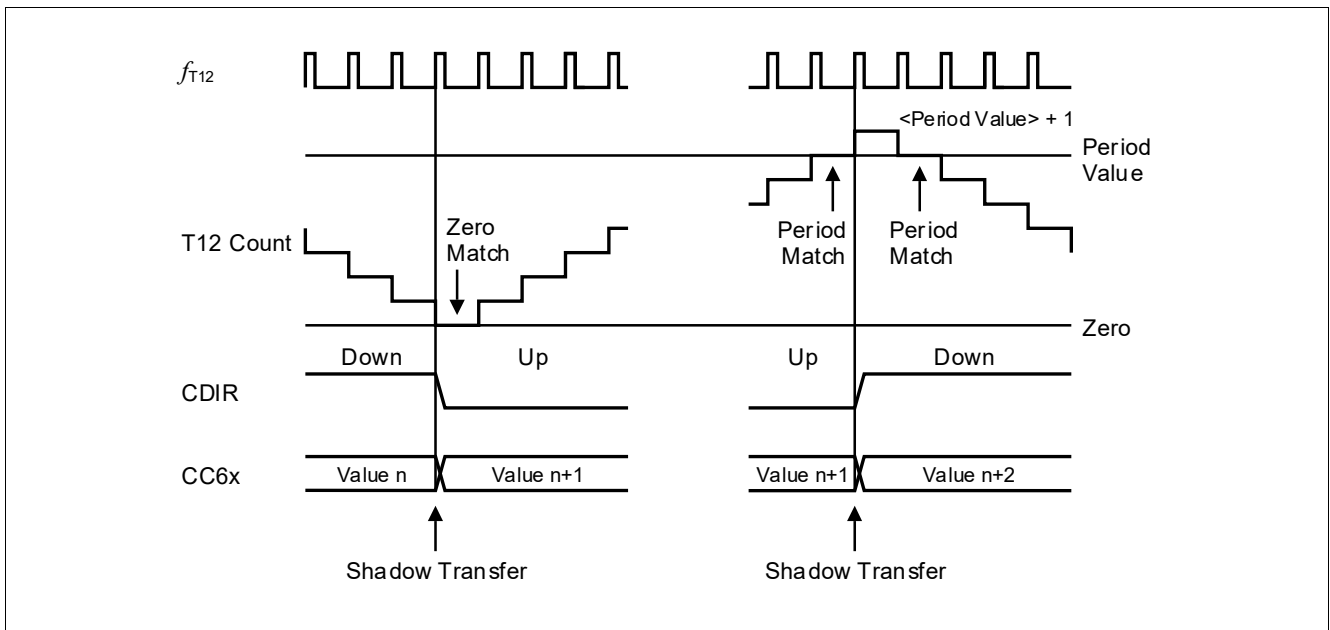 fT12
<Period Value> + 1
Period
Value
T12 Count
Zero
Match
Period
Match
Period
Match
Zero
Down
Up
Up
Down
CDIR
CC6x
Value n
Value n+1
Value n+1
Value n+2
Shadow Transfer
Shadow Transfer